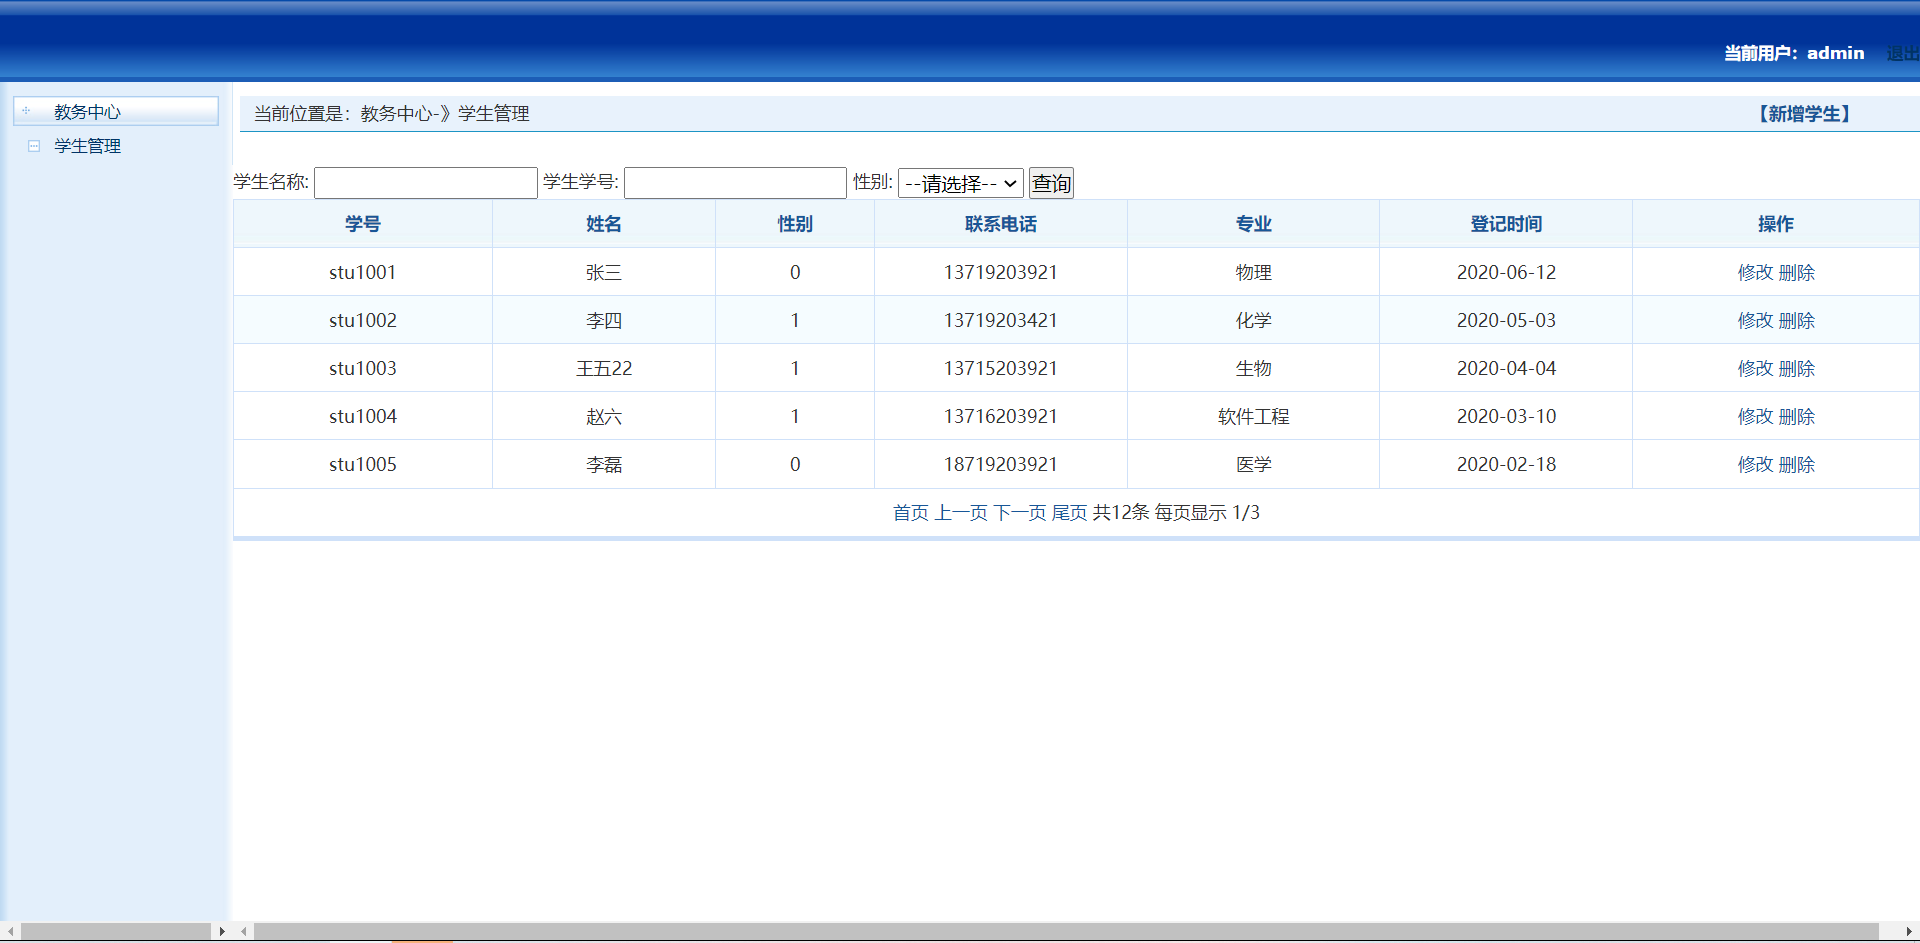 当前用户：admin 退出
教务中心
学生管理
当前位置是：教务中心-》学生管理 【新增学生】
学生名称: 学生学号: 性别: --请选择-- 查询
学号 姓名 性别 联系电话 专业 登记时间 操作
stu1001 张三 0 13719203921 物理 2020-06-12 修改 删除
stu1002 李四 1 13719203421 化学 2020-05-03 修改 删除
stu1003 王五22 1 13715203921 生物 2020-04-04 修改 删除
stu1004 赵六 1 13716203921 软件工程 2020-03-10 修改 删除
stu1005 李磊 0 18719203921 医学 2020-02-18 修改 删除
首页 上一页 下一页 尾页 共12条 每页显示 1/3